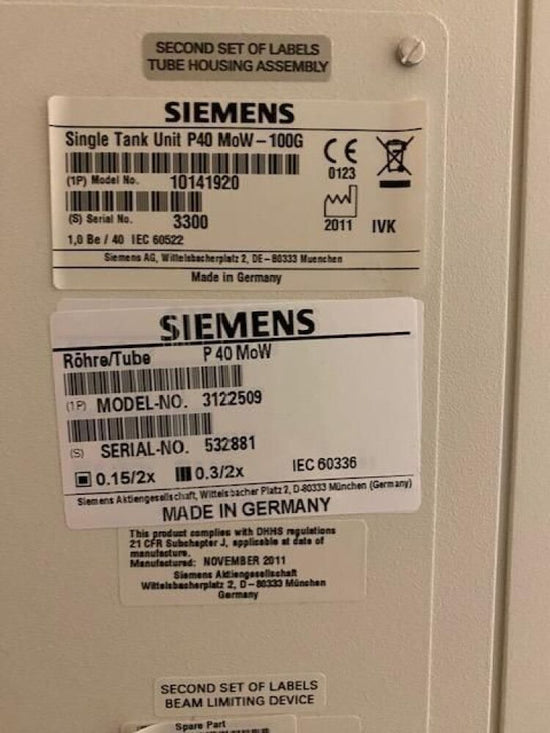 SECOND SET OF LABELS
TUBE HOUSING ASSEMBLY
SIEMENS
Single Tank Unit P40 MoW-100G
(1P) Model No. 10141920
(S) Serial No. 3300
1,0 Be / 40 IEC 60522
CE
0123
2011 IVK
Siemens AG, Wittelsbacherplatz 2, DE-80333 Muenchen
Made in Germany
SIEMENS
Röhre/Tube P 40 MoW
(1P) MODEL-NO. 3122509
(S) SERIAL-NO. 532881
0.15/2x 0.3/2x IEC 60336
Siemens Aktiengesellschaft, Wittelsbacher Platz 2, D-80333 München (Germany)
MADE IN GERMANY
This product complies with DHHS regulations
21 CFR Subchapter J, applicable at date of
manufacture.
Manufactured: NOVEMBER 2011
Siemens Aktiengesellschaft
Wittelsbacherplatz 2, D-80333 München
Germany
SECOND SET OF LABELS
BEAM LIMITING DEVICE
Spare Part